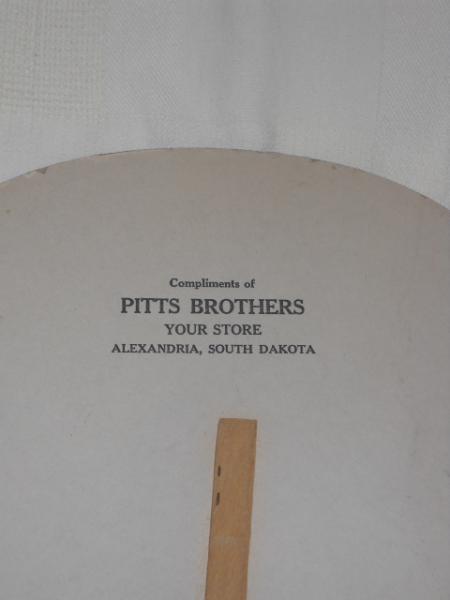 Compliments of
PITTS BROTHERS
YOUR STORE
ALEXANDRIA, SOUTH DAKOTA